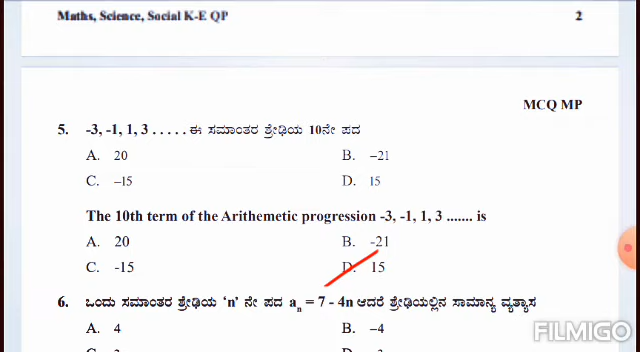 Maths, Science, Social K-E QP 2
MCQ MP
5. -3, -1, 1, 3 . . . . . ಈ ಸಮಾಂತರ ಶ್ರೇಢಿಯ 10ನೇ ಪದ
A. 20 B. –21
C. –15 D. 15
The 10th term of the Arithemetic progression -3, -1, 1, 3 ....... is
A. 20 B. -21
C. -15 D. 15
6. ಒಂದು ಸಮಾಂತರ ಶ್ರೇಢಿಯ 'n' ನೇ ಪದ aₙ = 7 - 4n ಆದರೆ ಶ್ರೇಢಿಯಲ್ಲಿನ ಸಾಮಾನ್ಯ ವ್ಯತ್ಯಾಸ
A. 4 B. –4
FILMIGO